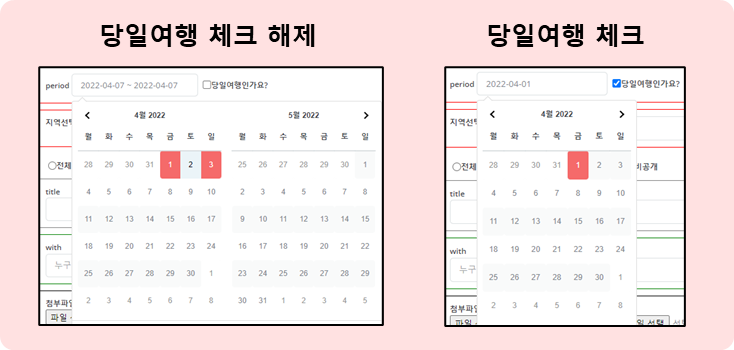 당일여행 체크 해제
period 2022-04-07 ~ 2022-04-07 당일여행인가요?
지역선택
4월 2022 5월 2022
월 화 수 목 금 토 일 월 화 수 목 금 토 일
전체
28 29 30 31 1 2 3 25 26 27 28 29 30 1
title
4 5 6 7 8 9 10 2 3 4 5 6 7 8
11 12 13 14 15 16 17 9 10 11 12 13 14 15
with
18 19 20 21 22 23 24 16 17 18 19 20 21 22
누구
25 26 27 28 29 30 1 23 24 25 26 27 28 29
첨부파일
2 3 4 5 6 7 8 30 31 1 2 3 4 5
파일
당일여행 체크
period 2022-04-01 당일여행인가요?
지역선택
4월 2022
월 화 수 목 금 토 일
전체 비공개
28 29 30 31 1 2 3
title
4 5 6 7 8 9 10
11 12 13 14 15 16 17
with
18 19 20 21 22 23 24
누구
25 26 27 28 29 30 1
첨부파일
2 3 4 5 6 7 8
파일 일 선택